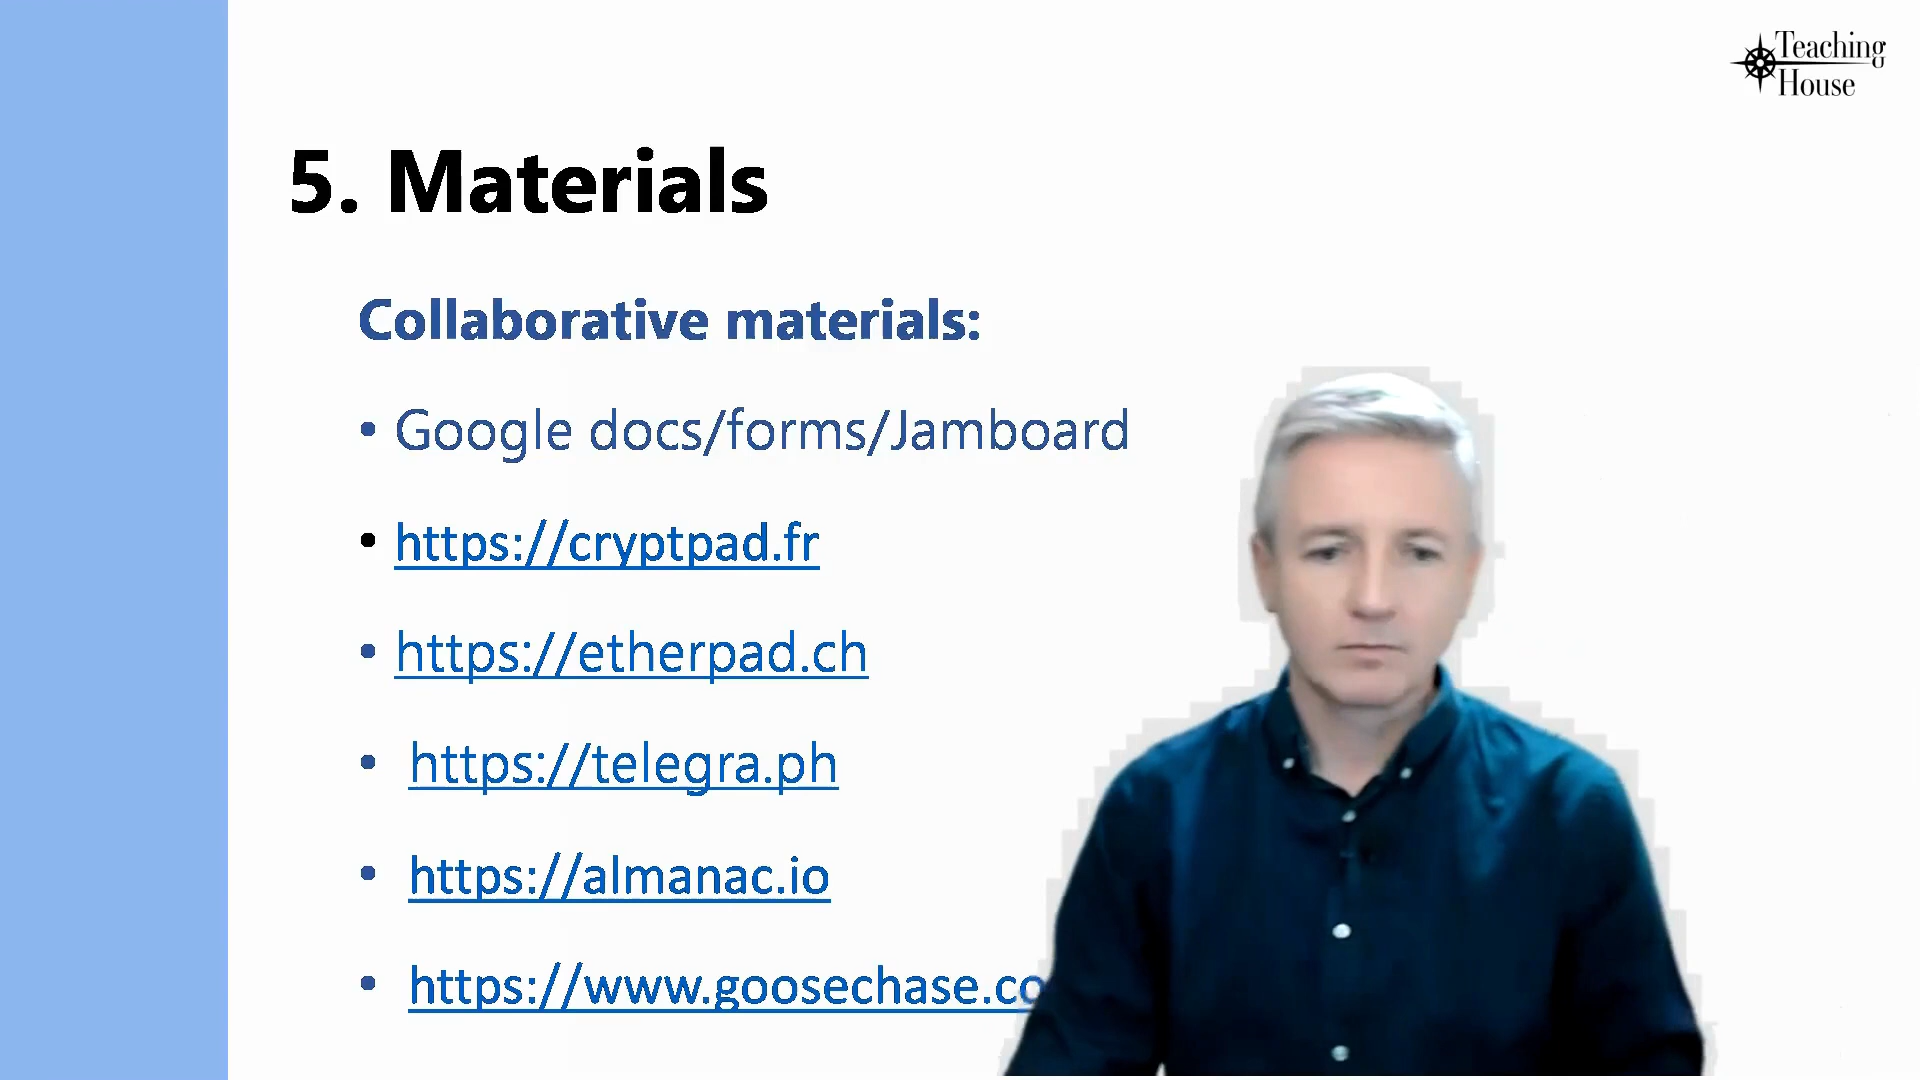 Teaching
House
5. Materials
Collaborative materials:
• Google docs/forms/Jamboard
• https://cryptpad.fr
• https://etherpad.ch
• https://telegra.ph
• https://almanac.io
• https://www.goosechase.co